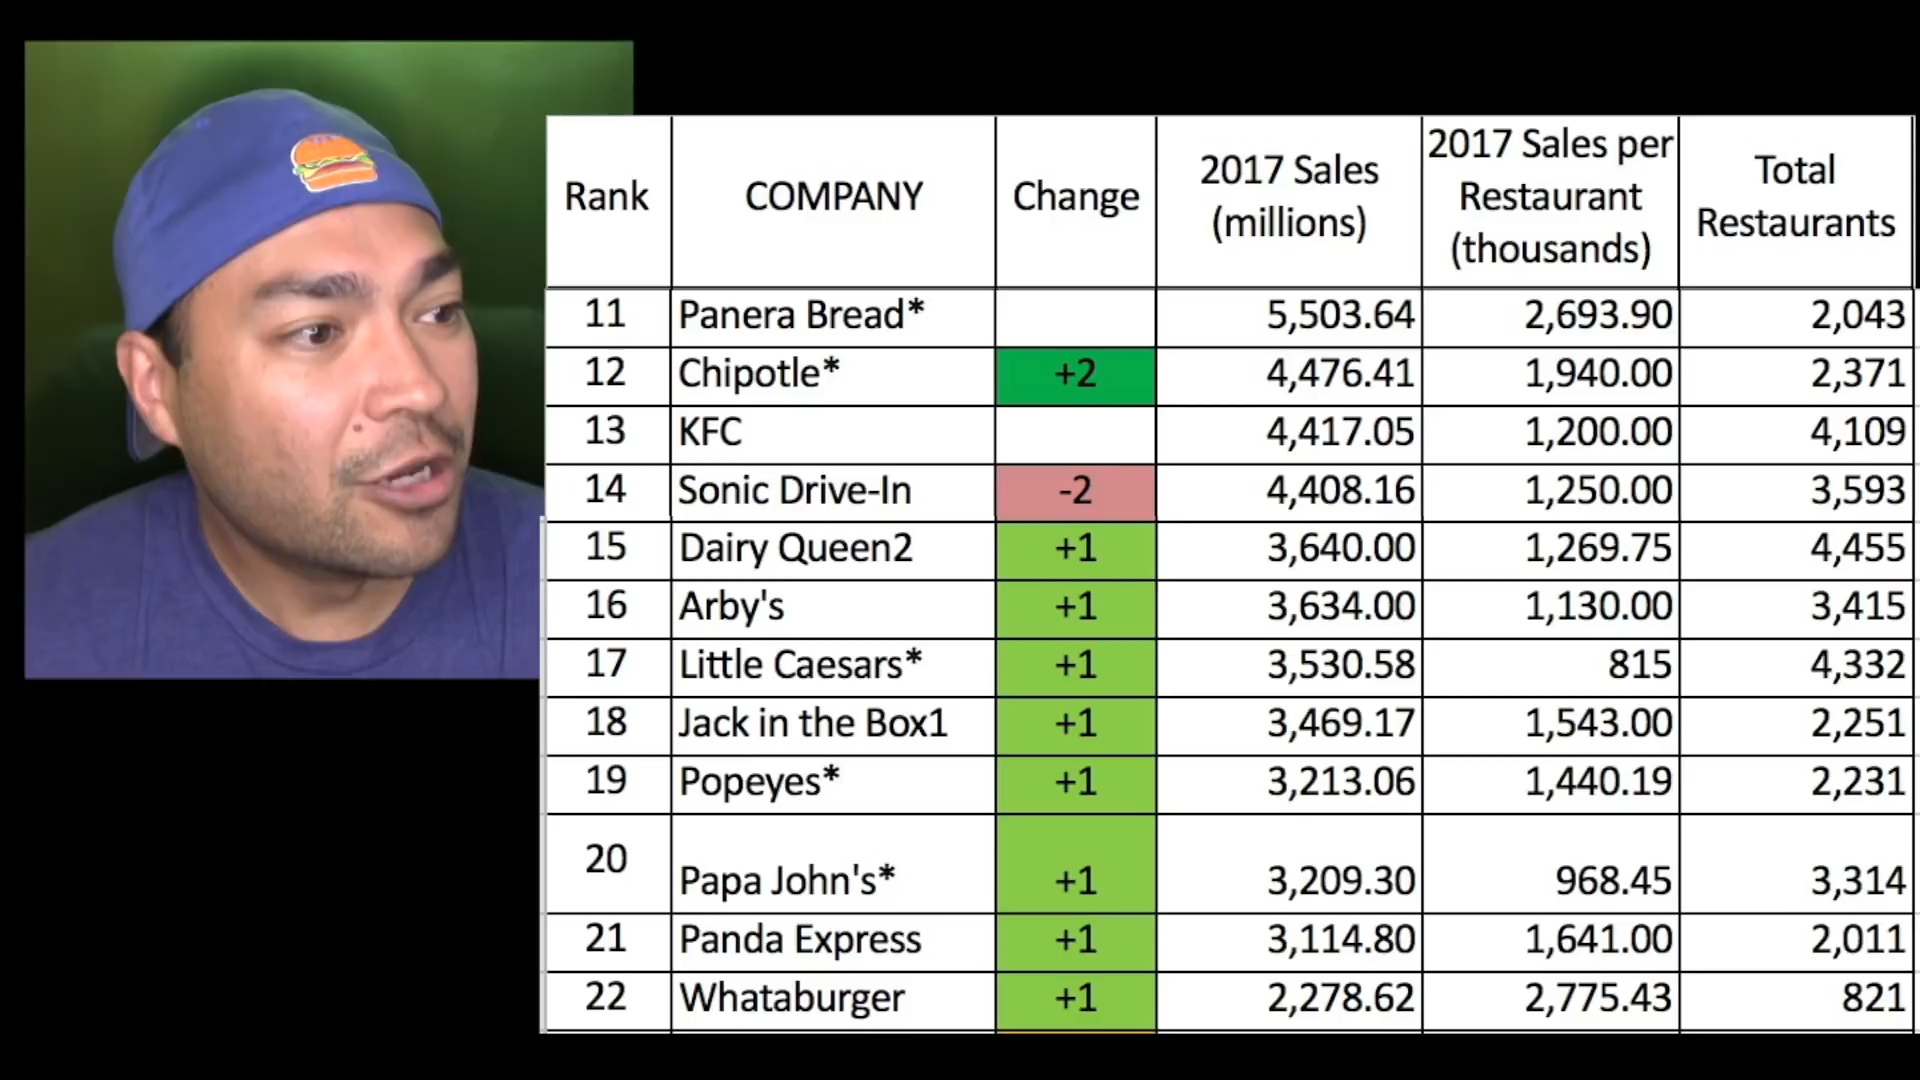 Rank COMPANY Change 2017 Sales (millions) 2017 Sales per Restaurant (thousands) Total Restaurants
11 Panera Bread* 5,503.64 2,693.90 2,043
12 Chipotle* +2 4,476.41 1,940.00 2,371
13 KFC 4,417.05 1,200.00 4,109
14 Sonic Drive-In -2 4,408.16 1,250.00 3,593
15 Dairy Queen2 +1 3,640.00 1,269.75 4,455
16 Arby's +1 3,634.00 1,130.00 3,415
17 Little Caesars* +1 3,530.58 815 4,332
18 Jack in the Box1 +1 3,469.17 1,543.00 2,251
19 Popeyes* +1 3,213.06 1,440.19 2,231
20 Papa John's* +1 3,209.30 968.45 3,314
21 Panda Express +1 3,114.80 1,641.00 2,011
22 Whataburger +1 2,278.62 2,775.43 821